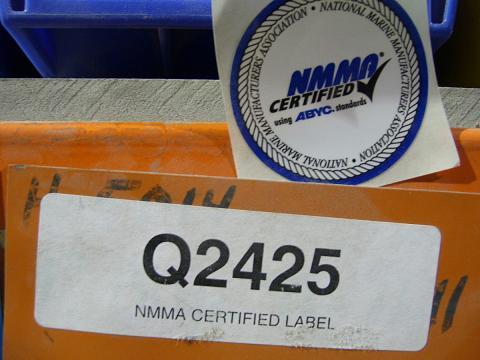 NATIONAL MARINE MANUFACTURERS ASSOCIATION • NATIONAL MARINE MANUFACTURERS ASSOCIATION •
NMMA
CERTIFIED
using ABYC. standards
Q2425
NMMA CERTIFIED LABEL